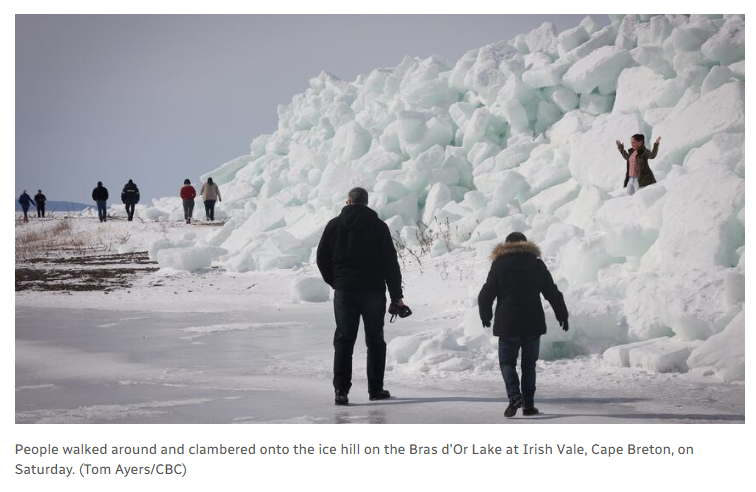 People walked around and clambered onto the ice hill on the Bras d'Or Lake at Irish Vale, Cape Breton, on
Saturday. (Tom Ayers/CBC)